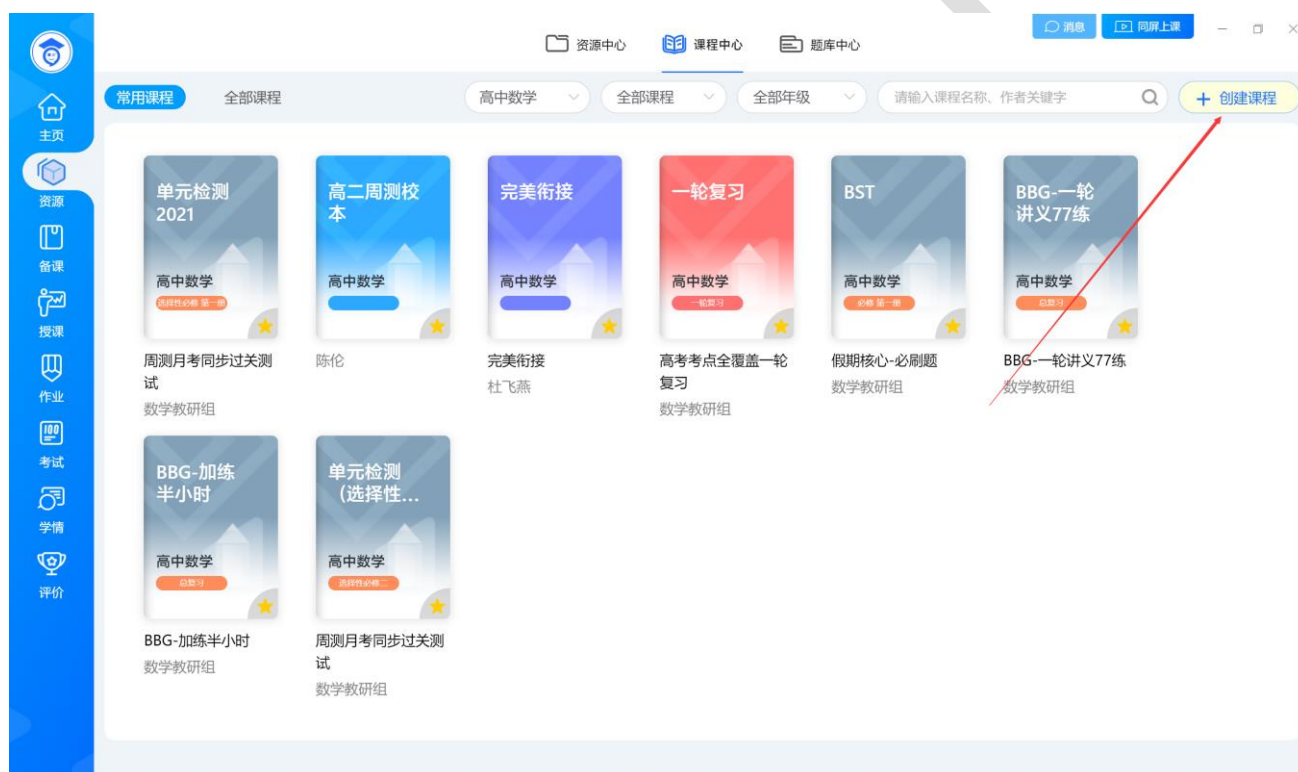 消息
同屏上课
资源中心
课程中心
题库中心
主页
资源
备课
授课
作业
考试
学情
评价
常用课程
全部课程
高中数学
全部课程
全部年级
请输入课程名称、作者关键字
+ 创建课程
单元检测
2021
高中数学
选择性必修 第一册
周测月考同步过关测
试
数学教研组
高二周测校
本
高中数学
陈伦
完美衔接
高中数学
完美衔接
杜飞燕
一轮复习
高中数学
一轮复习
高考考点全覆盖一轮
复习
数学教研组
BST
高中数学
必修 第一册
假期核心-必刷题
数学教研组
BBG-一轮
讲义77练
高中数学
总复习
BBG-一轮讲义77练
数学教研组
BBG-加练
半小时
高中数学
总复习
BBG-加练半小时
数学教研组
单元检测
（选择性...
高中数学
选择性必修二
周测月考同步过关测
试
数学教研组